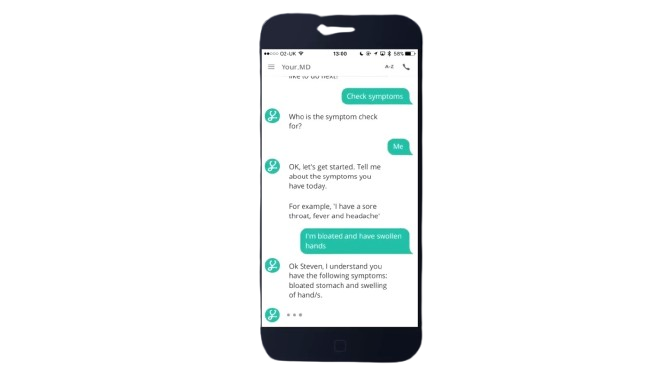 O2-UK 13:00 58%
Your.MD A-Z
like to do next?
Check symptoms
Who is the symptom check
for?
Me
OK, let's get started. Tell me
about the symptoms you
have today.
For example, 'I have a sore
throat, fever and headache'
I'm bloated and have swollen
hands
Ok Steven, I understand you
have the following symptoms:
bloated stomach and swelling
of hand/s.